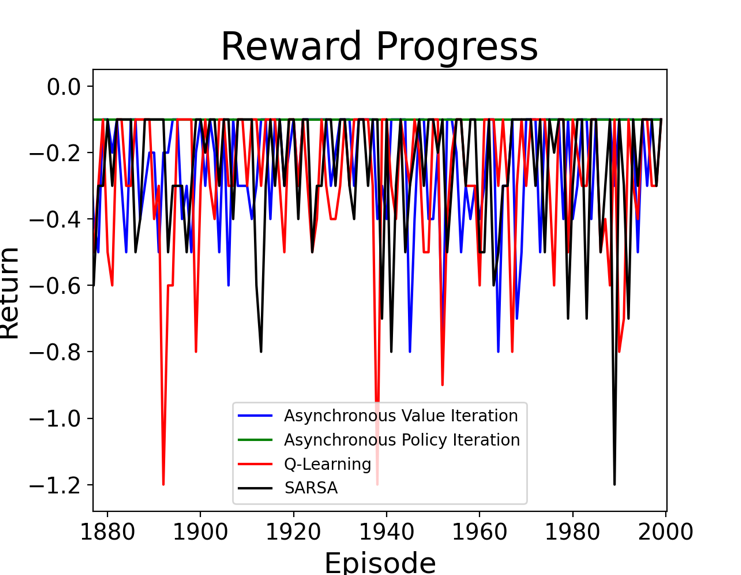 Reward Progress
0.0
−0.2
−0.4
−0.6
−0.8
−1.0
−1.2
Return
Asynchronous Value Iteration
Asynchronous Policy Iteration
Q-Learning
SARSA
1880 1900 1920 1940 1960 1980 2000
Episode